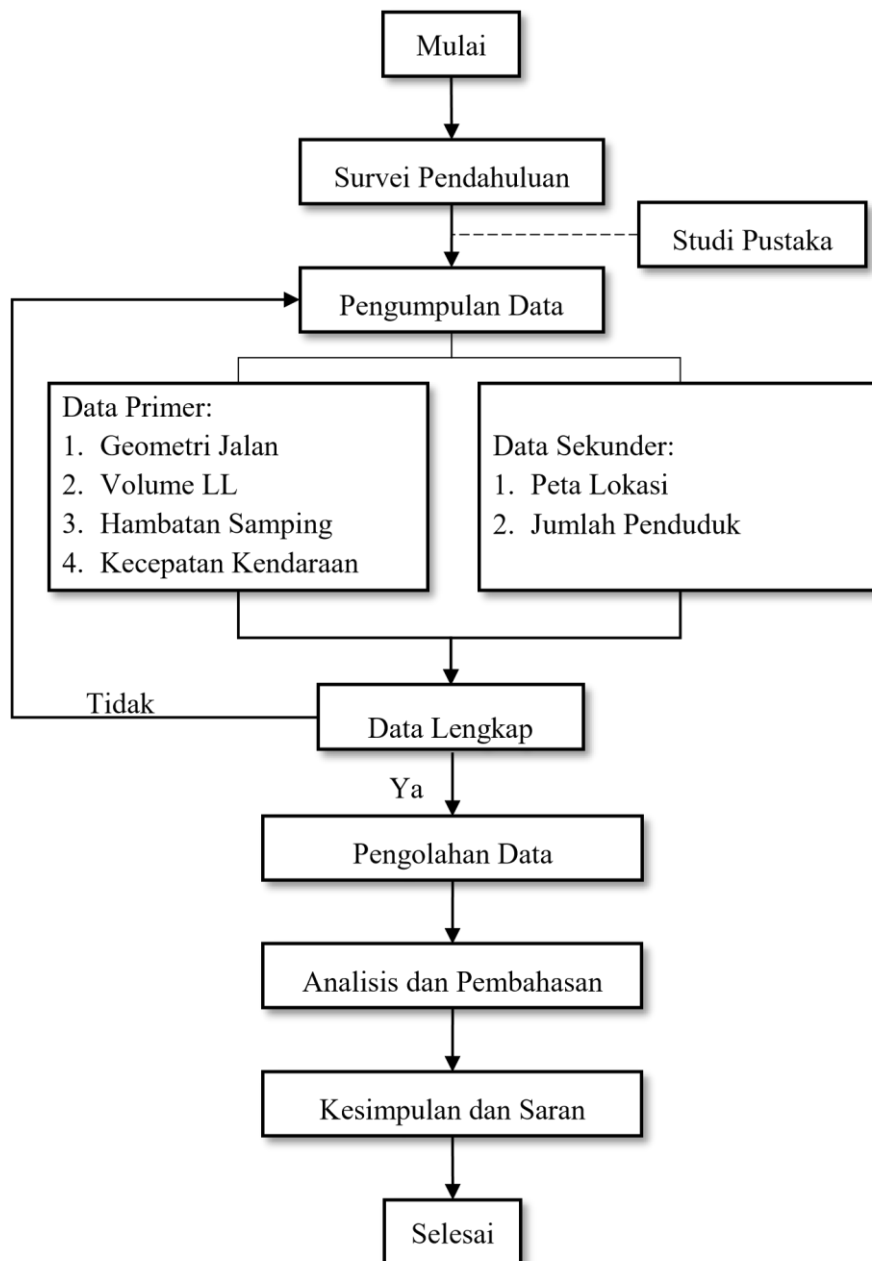 Mulai
Survei Pendahuluan
Studi Pustaka
Pengumpulan Data
Data Primer:
1. Geometri Jalan
2. Volume LL
3. Hambatan Samping
4. Kecepatan Kendaraan
Data Sekunder:
1. Peta Lokasi
2. Jumlah Penduduk
Tidak
Data Lengkap
Ya
Pengolahan Data
Analisis dan Pembahasan
Kesimpulan dan Saran
Selesai